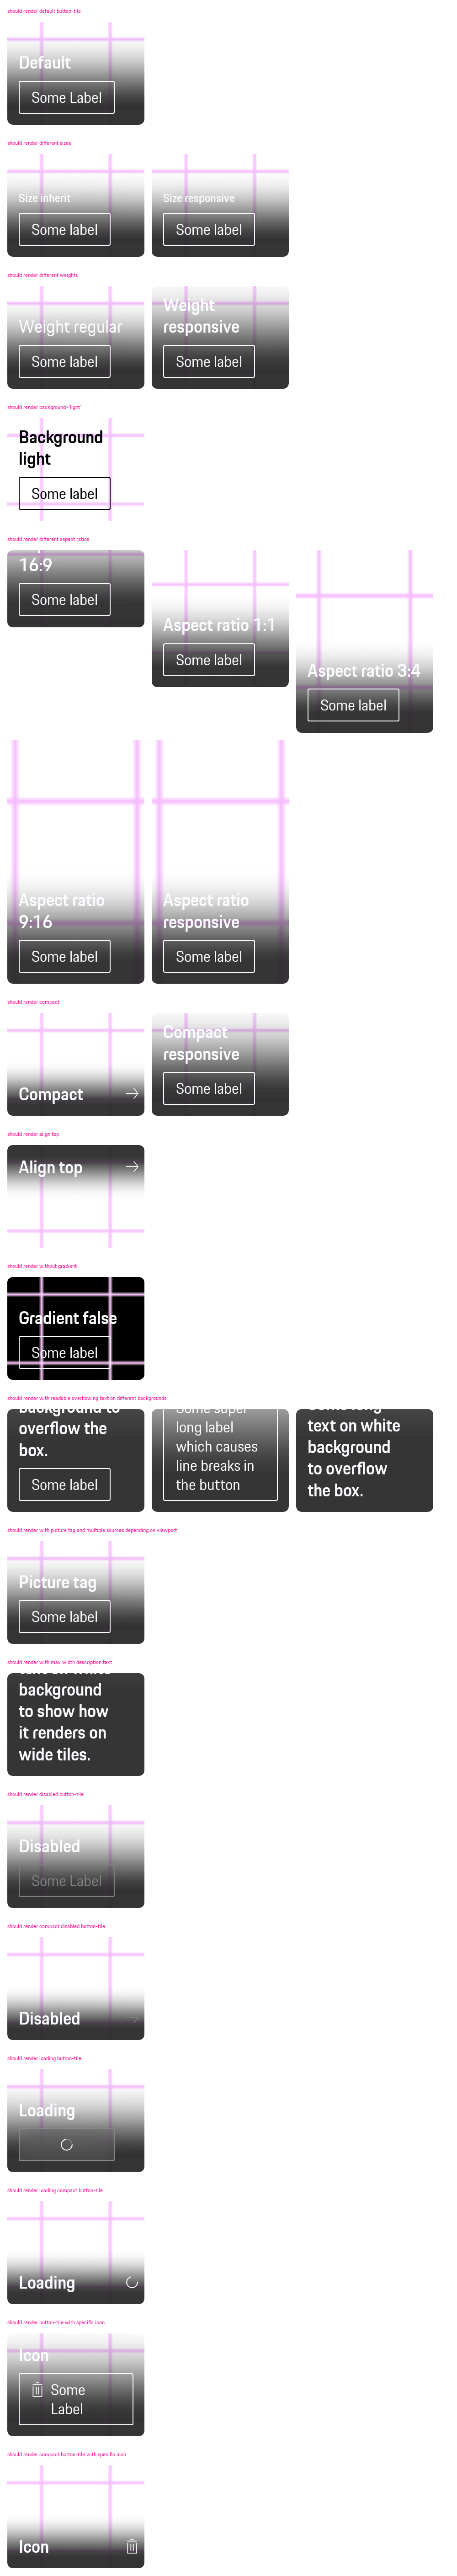 should render default button-tile
Default
Some Label
should render different sizes
Size inherit
Some label
Size responsive
Some label
should render different weights
Weight regular
Some label
Weight
responsive
Some label
should render background='light'
Background
light
Some label
should render different aspect ratios
16:9
Some label
Aspect ratio 1:1
Some label
Aspect ratio 3:4
Some label
Aspect ratio
9:16
Some label
Aspect ratio
responsive
Some label
should render compact
Compact
Compact
responsive
Some label
should render align top
Align top
should render without gradient
Gradient false
Some label
should render with readable overflowing text on different backgrounds
background to
overflow the
box.
Some label
Some super
long label
which causes
line breaks in
the button
text on white
background
to overflow
the box.
should render with picture tag and multiple sources depending on viewport
Picture tag
Some label
should render with max width description text
background
to show how
it renders on
wide tiles.
should render disabled button-tile
Disabled
Some Label
should render compact disabled button-tile
Disabled
should render loading button-tile
Loading
should render loading compact button-tile
Loading
should render button-tile with specific icon
Icon
Some
Label
should render compact button-tile with specific icon
Icon